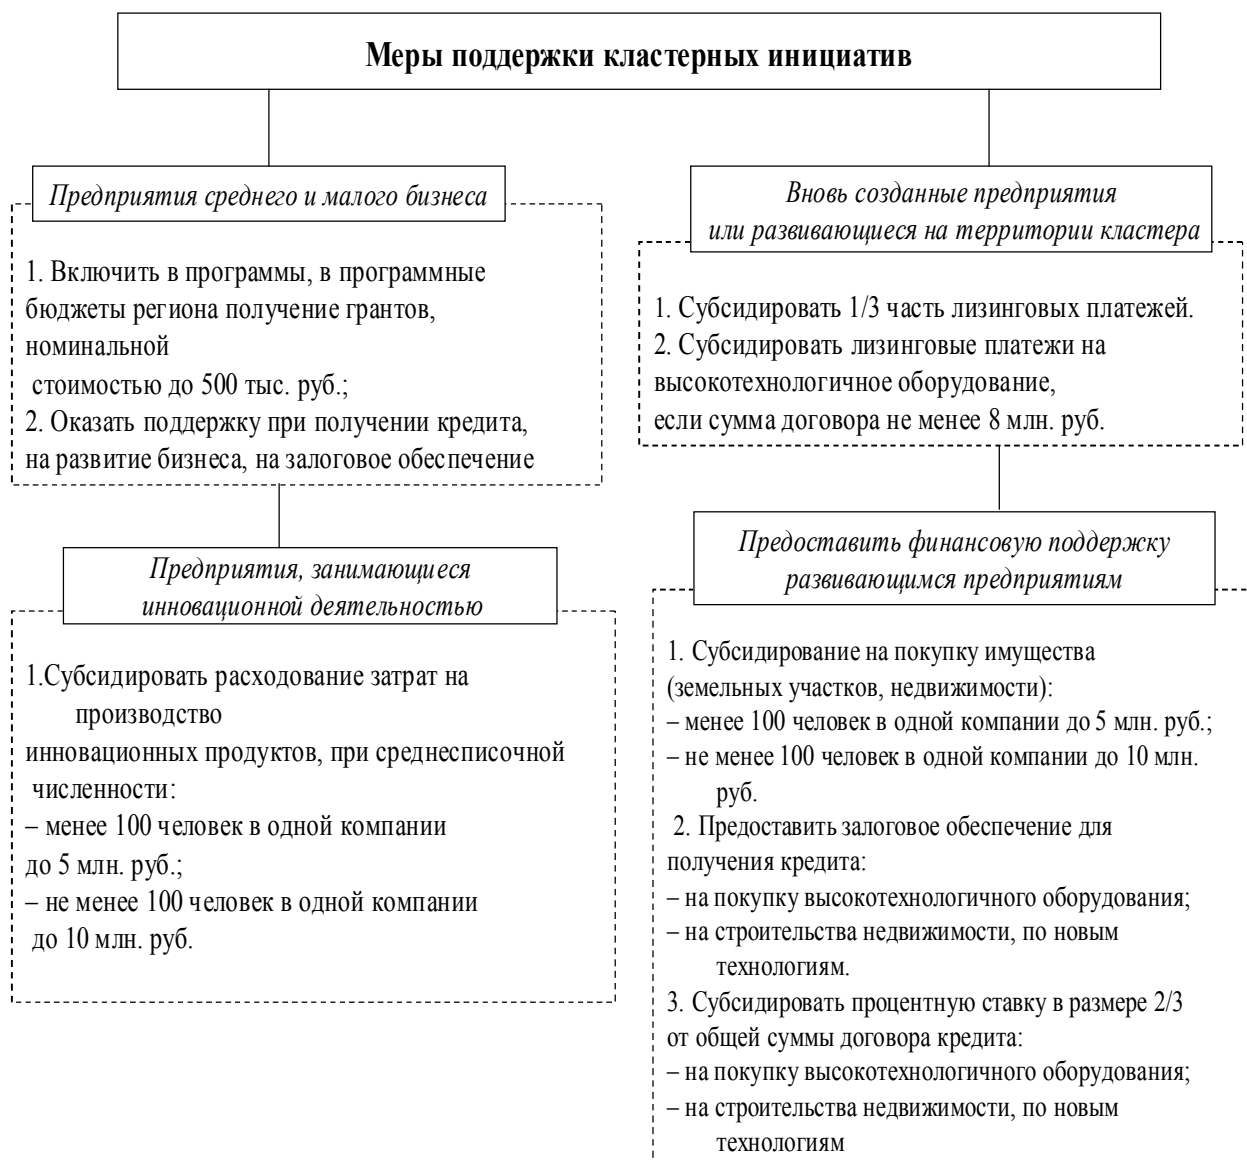 Меры поддержки кластерных инициатив
Предприятия среднего и малого бизнеса
1. Включить в программы, в программные
бюджеты региона получение грантов,
номинальной
стоимостью до 500 тыс. руб.;
2. Оказать поддержку при получении кредита,
на развитие бизнеса, на залоговое обеспечение
Предприятия, занимающиеся
инновационной деятельностью
1.Субсидировать расходование затрат на
производство
инновационных продуктов, при среднесписочной
численности:
– менее 100 человек в одной компании
до 5 млн. руб.;
– не менее 100 человек в одной компании
до 10 млн. руб.
Вновь созданные предприятия
или развивающиеся на территории кластера
1. Субсидировать 1/3 часть лизинговых платежей.
2. Субсидировать лизинговые платежи на
высокотехнологичное оборудование,
если сумма договора не менее 8 млн. руб.
Предоставить финансовую поддержку
развивающимся предприятиям
1. Субсидирование на покупку имущества
(земельных участков, недвижимости):
– менее 100 человек в одной компании до 5 млн. руб.;
– не менее 100 человек в одной компании до 10 млн.
руб.
2. Предоставить залоговое обеспечение для
получения кредита:
– на покупку высокотехнологичного оборудования;
– на строительства недвижимости, по новым
технологиям.
3. Субсидировать процентную ставку в размере 2/3
от общей суммы договора кредита:
– на покупку высокотехнологичного оборудования;
– на строительства недвижимости, по новым
технологиям